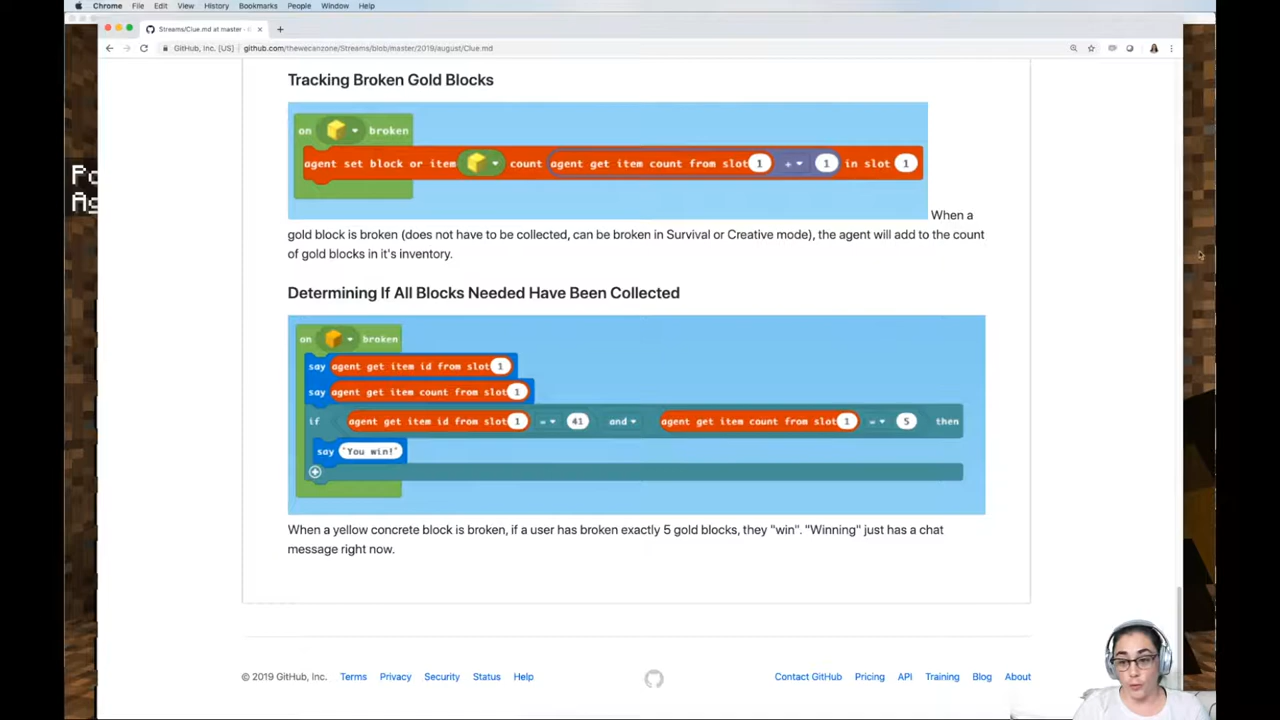 Chrome File Edit View History Bookmarks People Window Help
Streams/Clue.md at master ·
GitHub, Inc. [US] github.com/thewecanzone/Streams/blob/master/2019/august/Clue.md
Po
Ag
Tracking Broken Gold Blocks
on broken
agent set block or item count agent get item count from slot 1 + 1 in slot 1
When a
gold block is broken (does not have to be collected, can be broken in Survival or Creative mode), the agent will add to the count
of gold blocks in it's inventory.
Determining If All Blocks Needed Have Been Collected
on broken
say agent get item id from slot 1
say agent get item count from slot 1
if agent get item id from slot 1 = 41 and agent get item count from slot 1 = 5 then
say "You win!"
When a yellow concrete block is broken, if a user has broken exactly 5 gold blocks, they "win". "Winning" just has a chat
message right now.
© 2019 GitHub, Inc. Terms Privacy Security Status Help Contact GitHub Pricing API Training Blog About